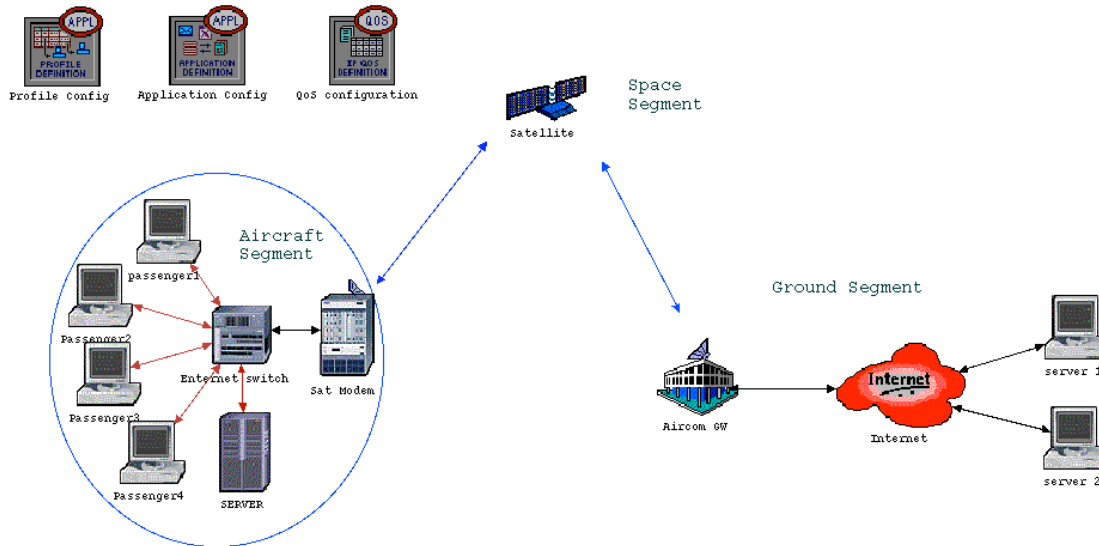 APPL
PROFILE
DEFINITION
Profile Config
APPL
APPLICATION
DEFINITION
Application Config
QOS
IP QOS
DEFINITION
QoS configuration
Satellite
Space
Segment
Aircraft
Segment
passenger1
Passenger2
Passenger3
Passenger4
Enternet switch
SERVER
Sat Modem
Ground Segment
Aircom GW
Internet
Internet
server 1
server 2